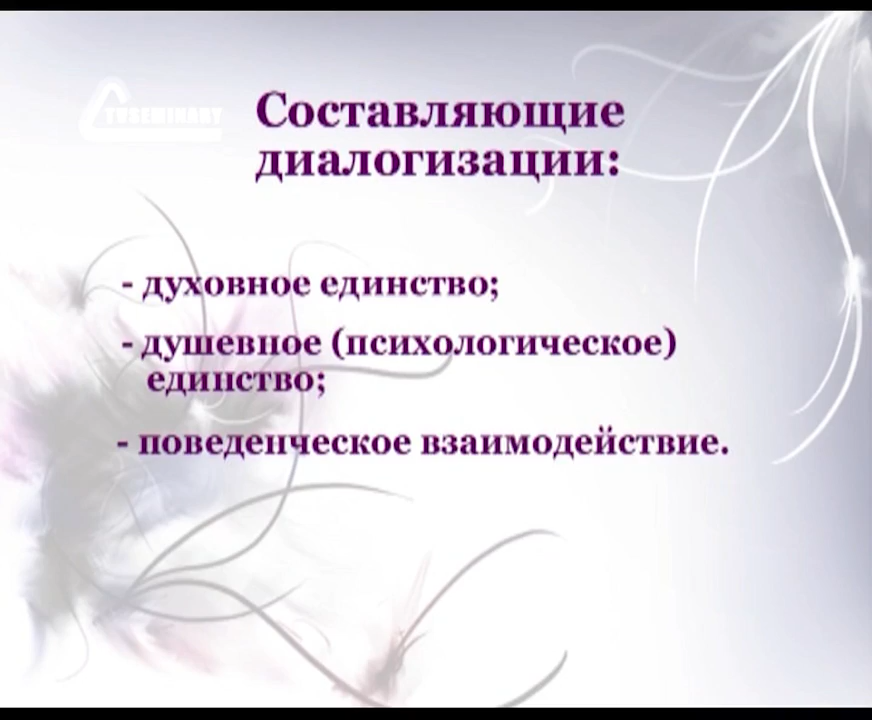 Составляющие
диалогизации:
- духовное единство;
- душевное (психологическое)
единство;
- поведенческое взаимодействие.